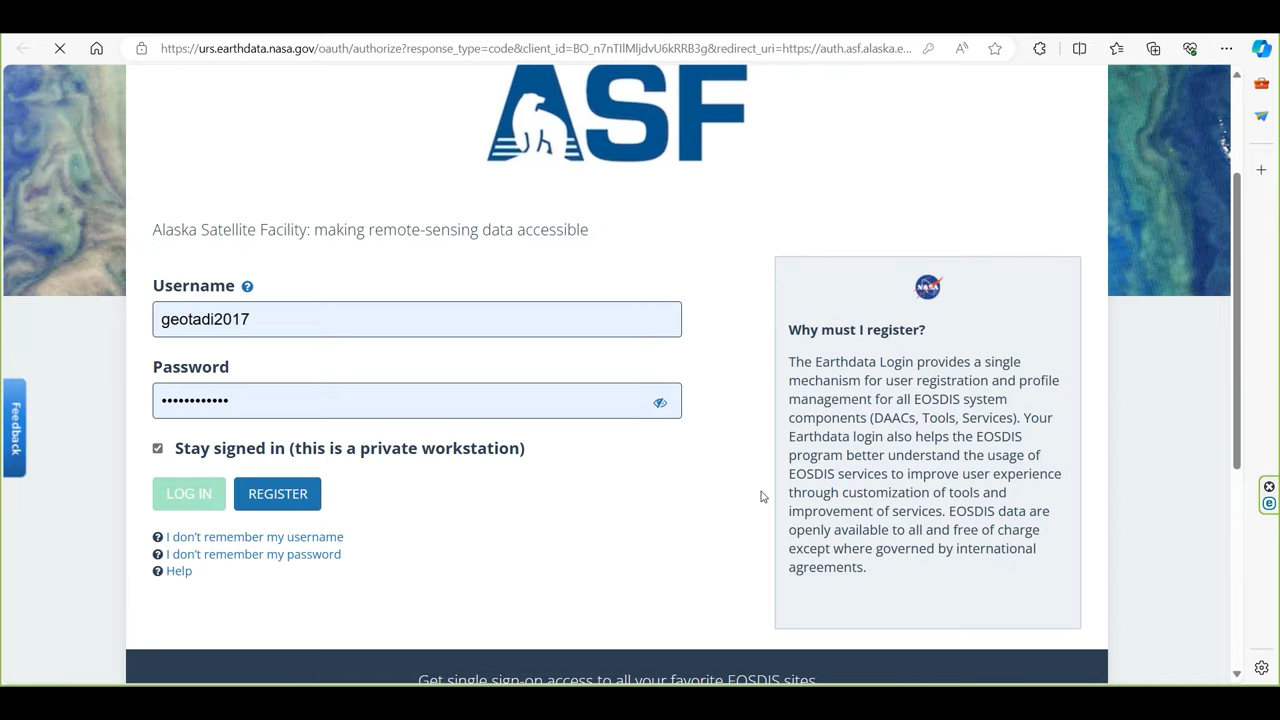 https://urs.earthdata.nasa.gov/oauth/authorize?response_type=code&client_id=BO_n7nTIlMljdvU6kRRB3g&redirect_uri=https://auth.asf.alaska.e...
ASF
Alaska Satellite Facility: making remote-sensing data accessible
Username
geotadi2017
Password
••••••••••••
Stay signed in (this is a private workstation)
LOG IN
REGISTER
I don't remember my username
I don't remember my password
Help
NASA
Why must I register?
The Earthdata Login provides a single
mechanism for user registration and profile
management for all EOSDIS system
components (DAACs, Tools, Services). Your
Earthdata login also helps the EOSDIS
program better understand the usage of
EOSDIS services to improve user experience
through customization of tools and
improvement of services. EOSDIS data are
openly available to all and free of charge
except where governed by international
agreements.
Feedback
Get single sign-on access to all your favorite EOSDIS sites